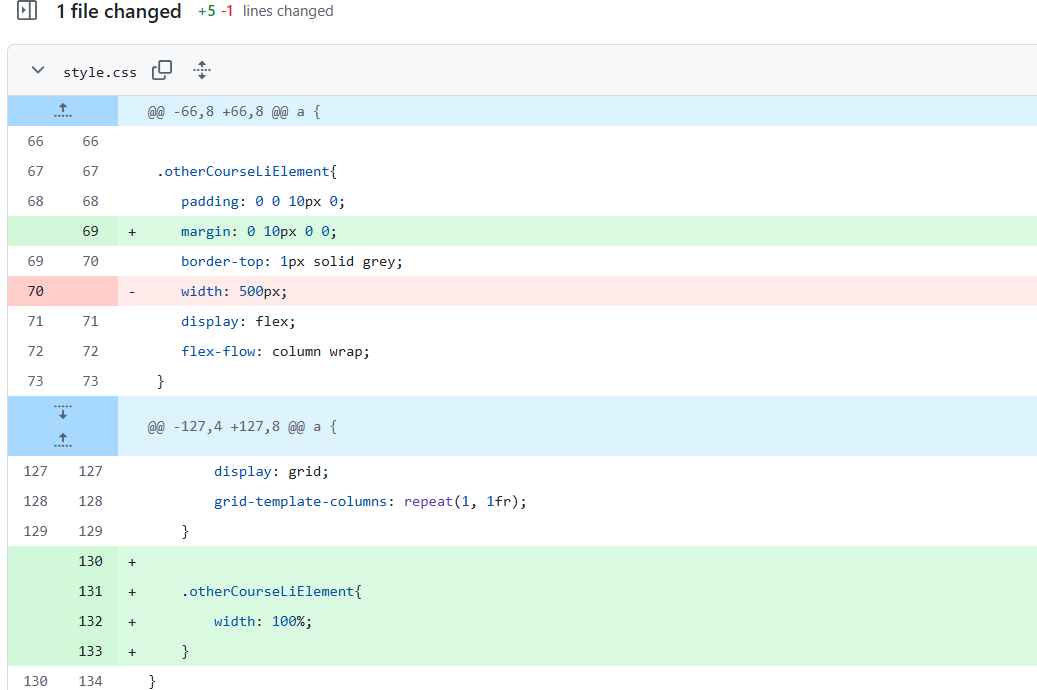 1 file changed +5 -1 lines changed
style.css
@@ -66,8 +66,8 @@ a {
66 66
67 67 .otherCourseLiElement{
68 68 padding: 0 0 10px 0;
69 + margin: 0 10px 0 0;
69 70 border-top: 1px solid grey;
70 - width: 500px;
71 71 display: flex;
72 72 flex-flow: column wrap;
73 73 }
@@ -127,4 +127,8 @@ a {
127 127 display: grid;
128 128 grid-template-columns: repeat(1, 1fr);
129 129 }
130 +
131 + .otherCourseLiElement{
132 + width: 100%;
133 + }
130 134 }